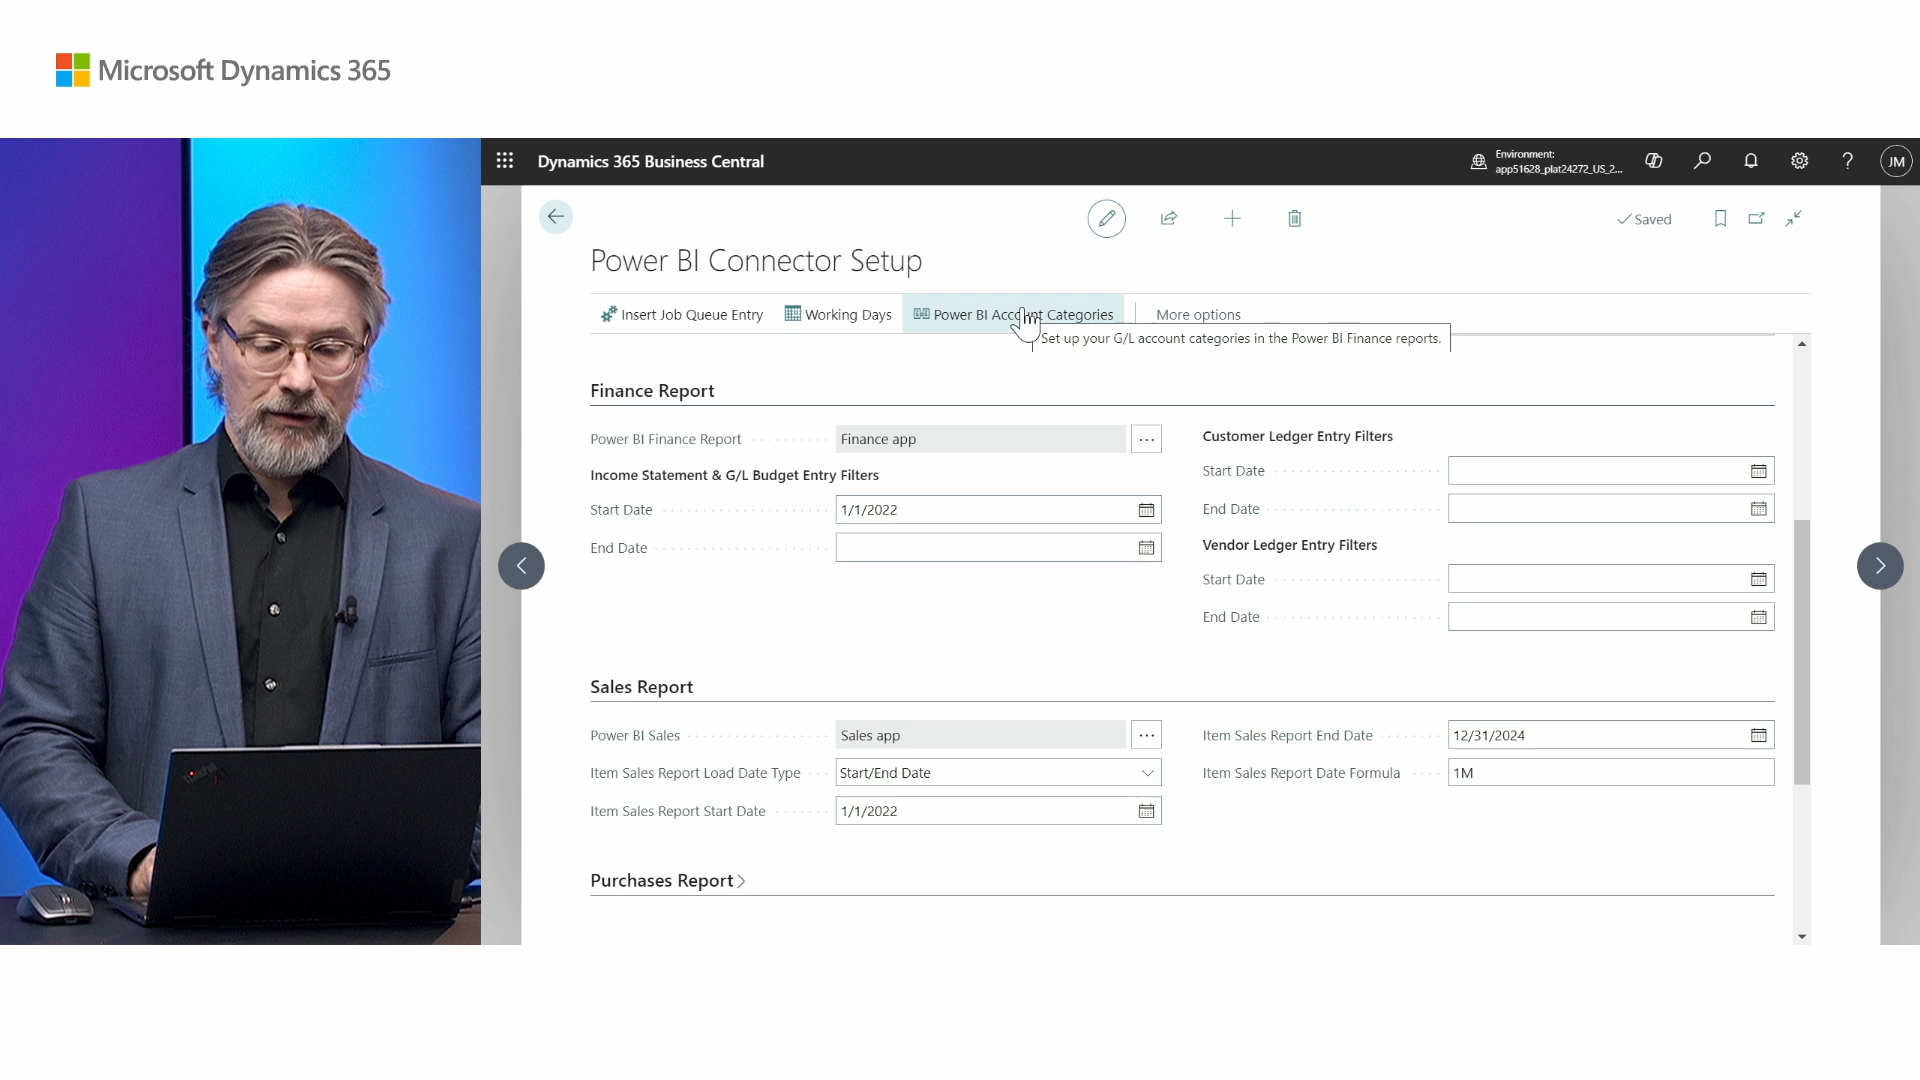 Microsoft Dynamics 365
Dynamics 365 Business Central
Environment:
app51628_plat24272_US_2...
JM
Saved
Power BI Connector Setup
Insert Job Queue Entry
Working Days
Power BI Account Categories
More options
Set up your G/L account categories in the Power BI Finance reports.
Finance Report
Power BI Finance Report
Finance app
Income Statement & G/L Budget Entry Filters
Start Date
1/1/2022
End Date
Customer Ledger Entry Filters
Start Date
End Date
Vendor Ledger Entry Filters
Start Date
End Date
Sales Report
Power BI Sales
Sales app
Item Sales Report Load Date Type
Start/End Date
Item Sales Report Start Date
1/1/2022
Item Sales Report End Date
12/31/2024
Item Sales Report Date Formula
1M
Purchases Report